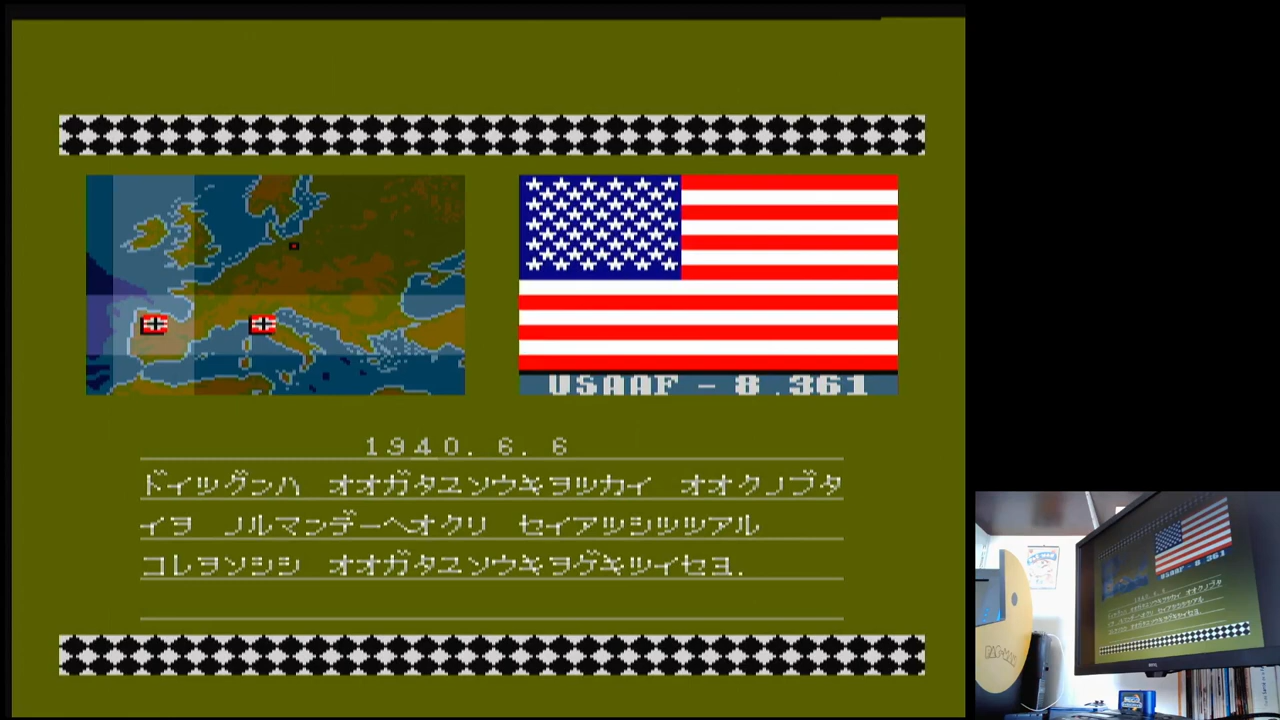 USAAF - 8.361
1940. 6. 6
ドイツグンハ オオガタユソウキヲツカイ オオクノブタ
イヲ ノルマンデーヘオクリ セイアツシツツアル
コレヲソシシ オオガタユソウキヲゲキツイセヨ.
PAC-MAN